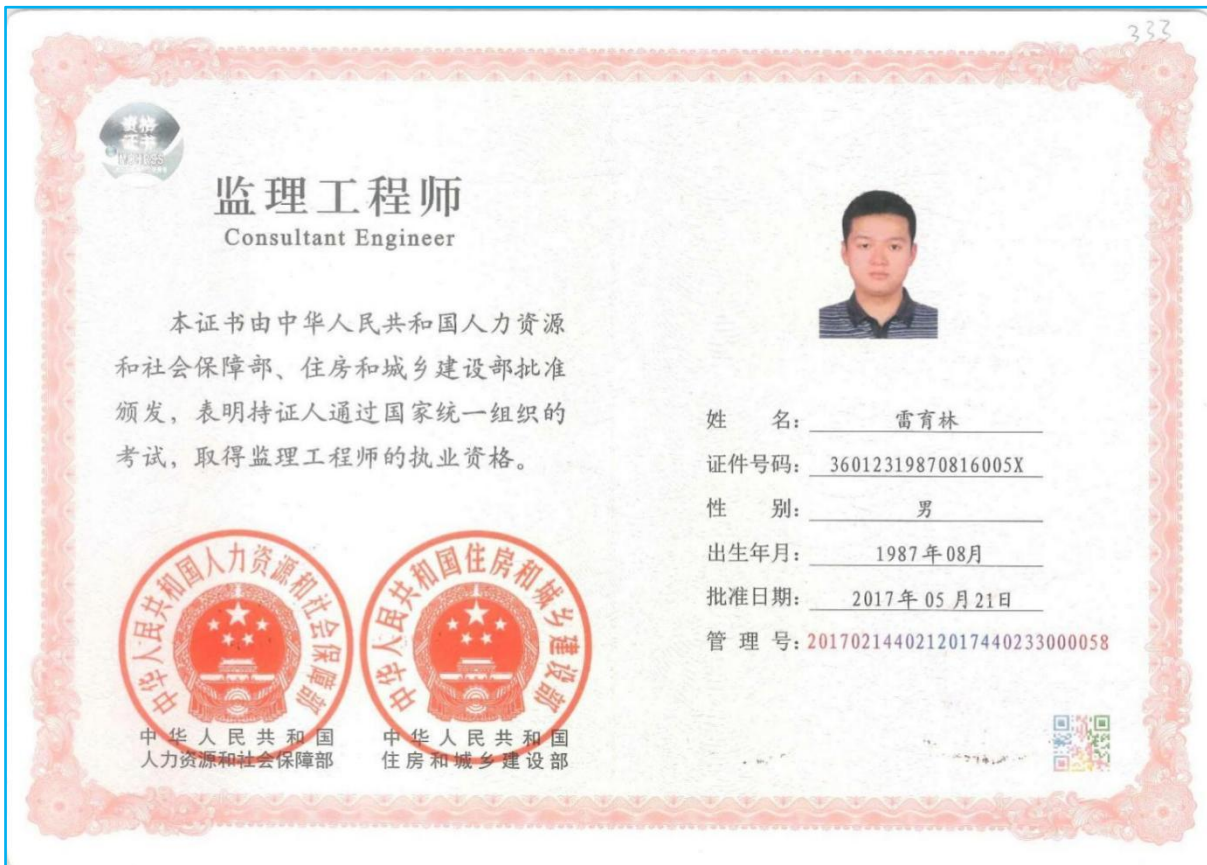 333
资格
证书
监理工程师
Consultant Engineer
本证书由中华人民共和国人力资源
和社会保障部、住房和城乡建设部批准
颁发，表明持证人通过国家统一组织的
考试，取得监理工程师的执业资格。
中华人民共和国人力资源和社会保障部
中华人民共和国住房和城乡建设部
中华人民共和国
人力资源和社会保障部
中华人民共和国
住房和城乡建设部
姓 名：雷育林
证件号码：36012319870816005X
性 别：男
出生年月：1987年08月
批准日期：2017年05月21日
管 理 号：2017021440212017440233000058